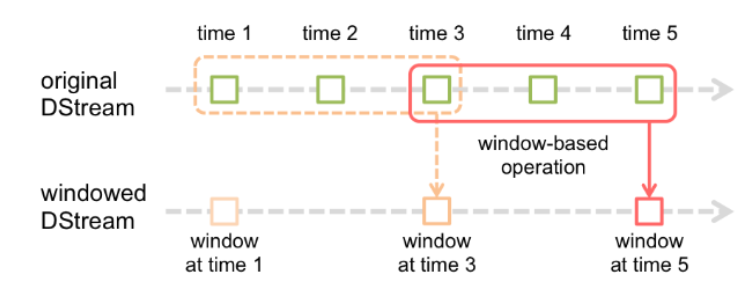 time 1 time 2 time 3 time 4 time 5
original
DStream
window-based
operation
windowed
DStream
window
at time 1
window
at time 3
window
at time 5